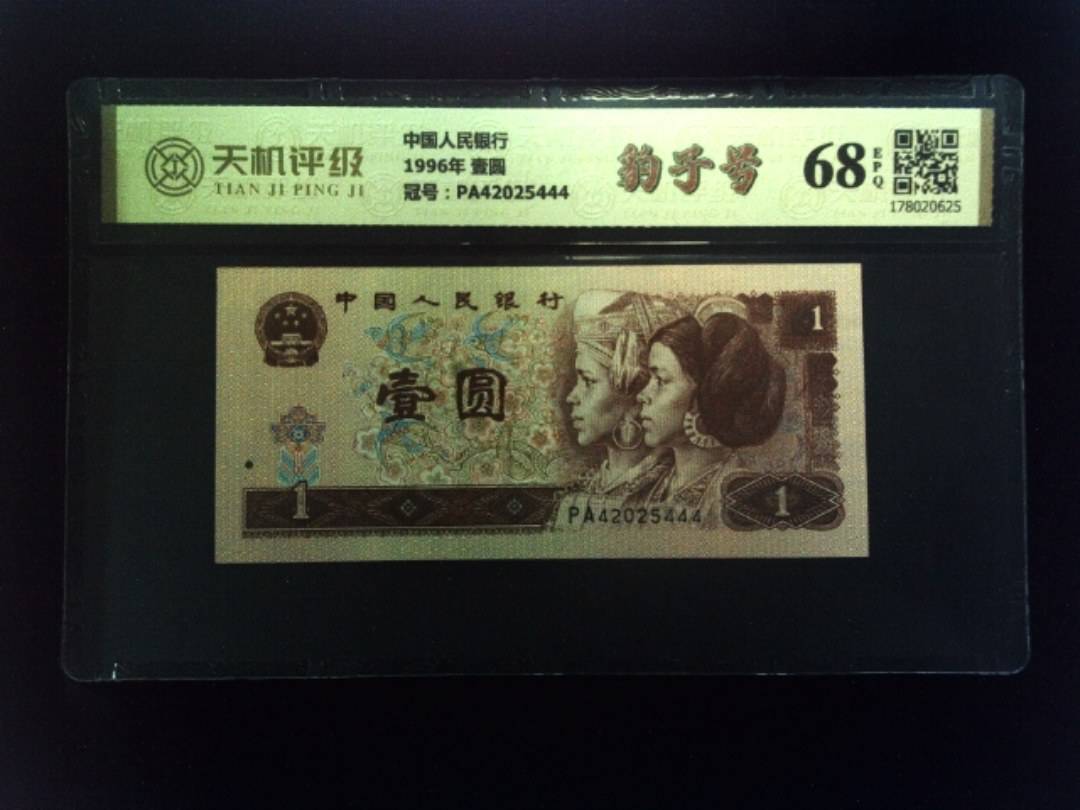 天机评级
TIAN JI PING JI
中国人民银行
1996年 壹圆
冠号：PA42025444
豹子号
68
EPQ
178020625
中国人民银行
1
壹圆
1
PA42025444
1